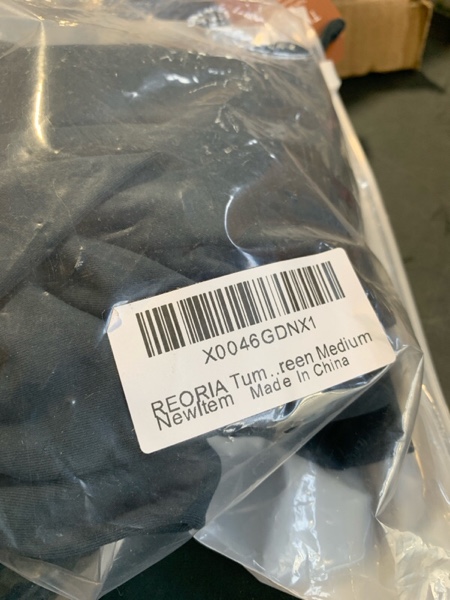 X0046GDNX1
REORIA Tum...reen Medium
NewItem Made In China